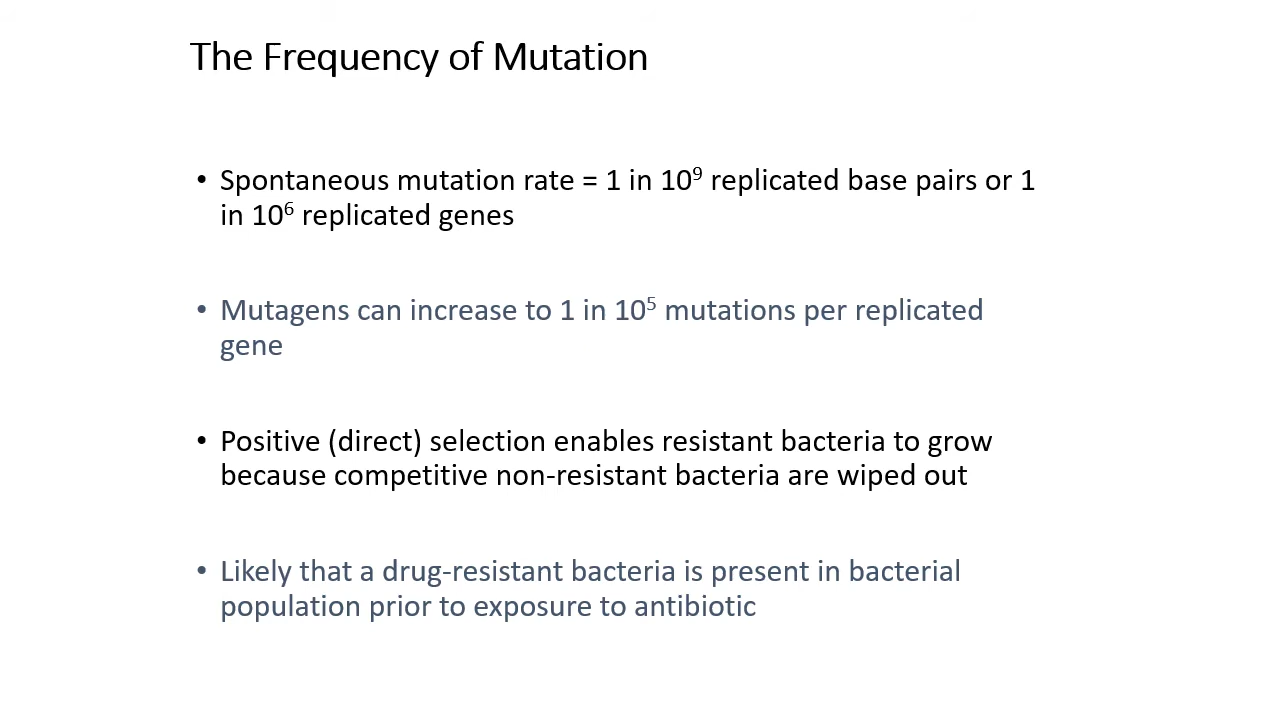 The Frequency of Mutation
• Spontaneous mutation rate = 1 in 10⁹ replicated base pairs or 1
in 10⁶ replicated genes
• Mutagens can increase to 1 in 10⁵ mutations per replicated
gene
• Positive (direct) selection enables resistant bacteria to grow
because competitive non-resistant bacteria are wiped out
• Likely that a drug-resistant bacteria is present in bacterial
population prior to exposure to antibiotic